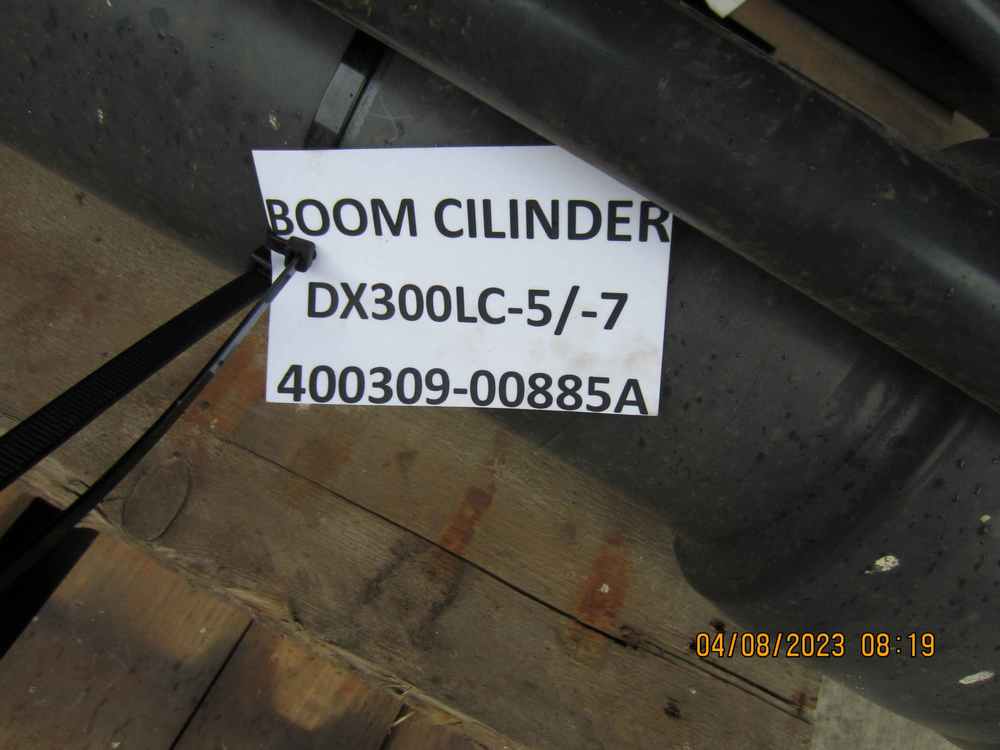 BOOM CILINDER
DX300LC-5/-7
400309-00885A
04/08/2023 08:19